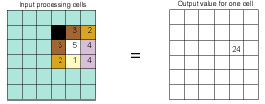 Input processing cells
Output value for one cell
3 2
3 5 4
2 1 4
=
24